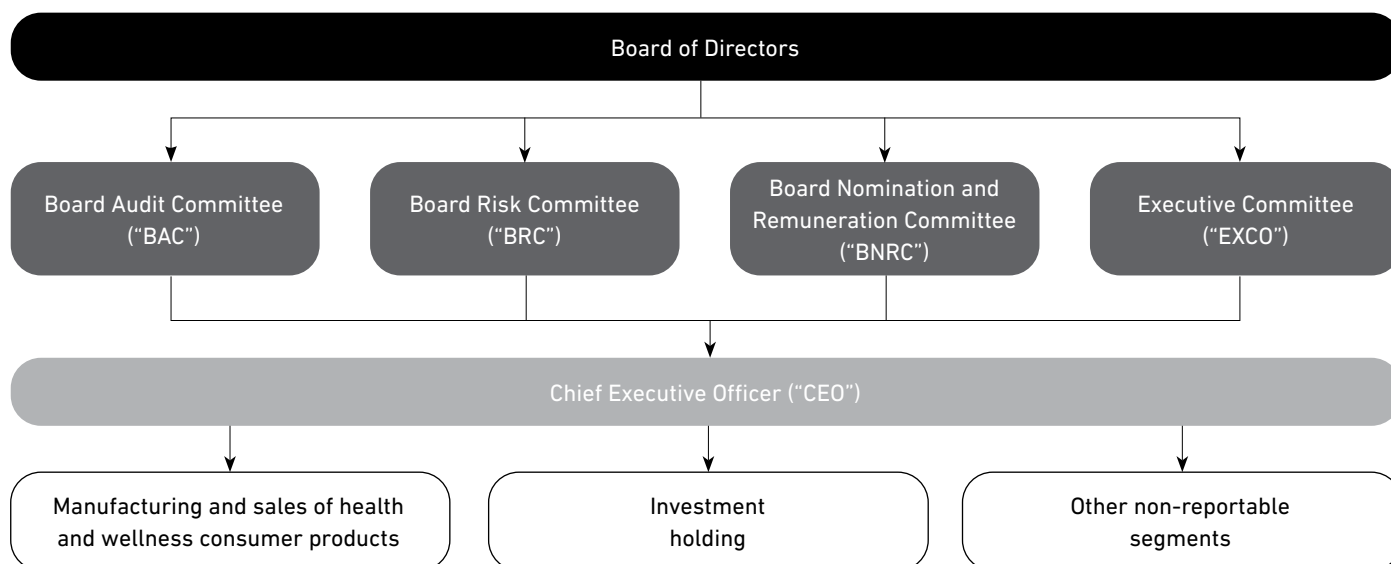 Board of Directors
Board Audit Committee
(“BAC”)
Board Risk Committee
(“BRC”)
Board Nomination and
Remuneration Committee
(“BNRC”)
Executive Committee
(“EXCO”)
Chief Executive Officer (“CEO”)
Manufacturing and sales of health
and wellness consumer products
Investment
holding
Other non-reportable
segments